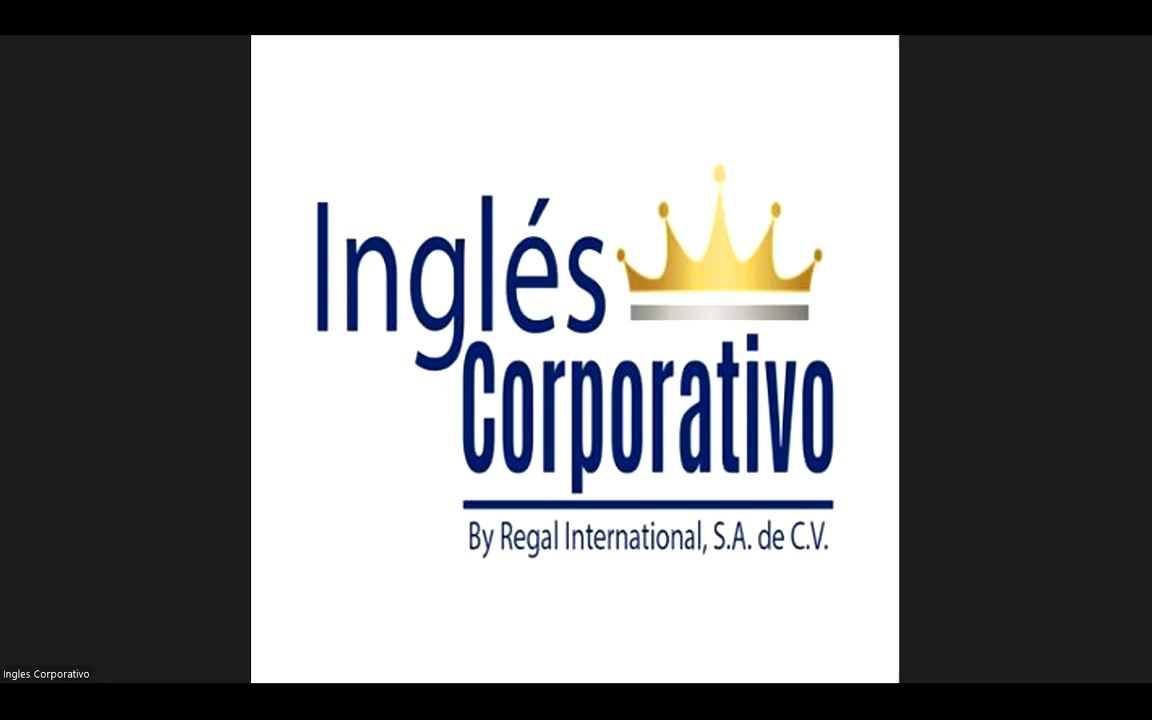 Inglés
Corporativo
By Regal International, S.A. de C.V.
Ingles Corporativo